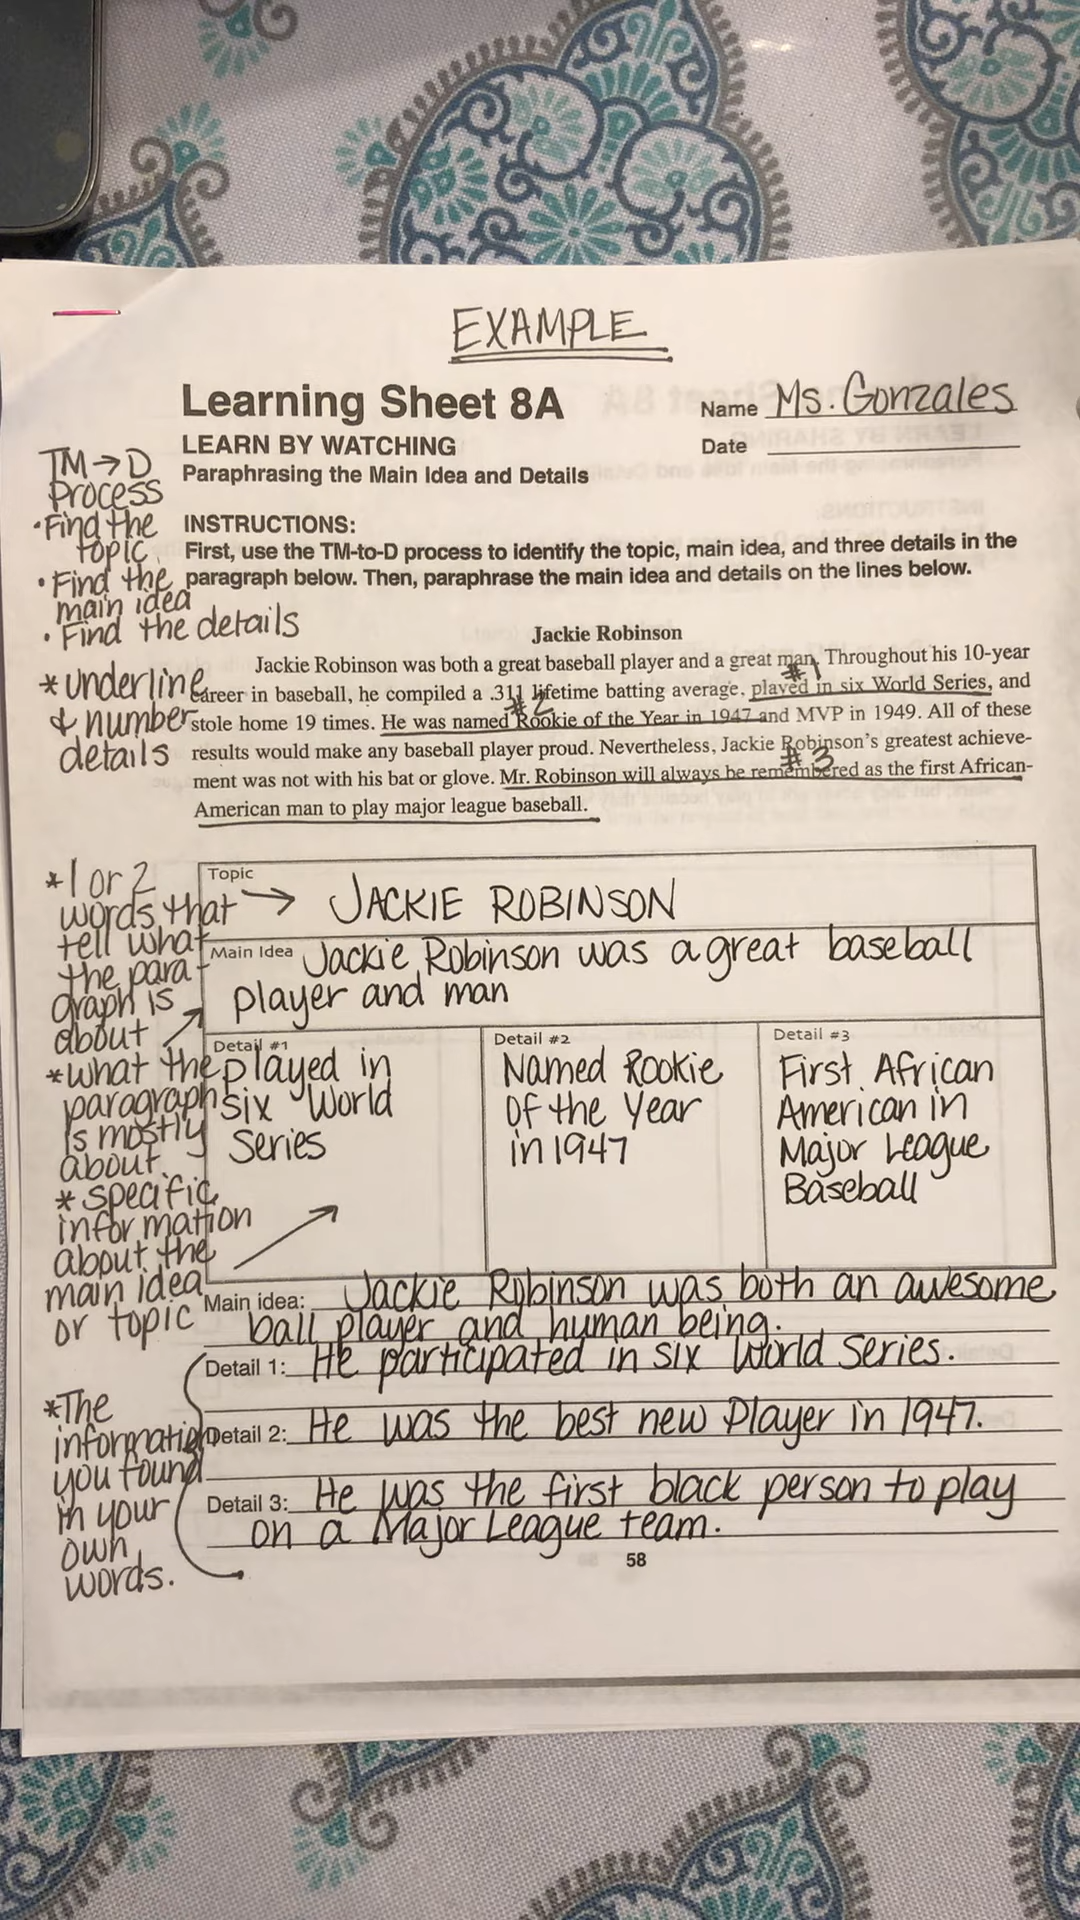 EXAMPLE
Learning Sheet 8A
Name Ms. Gonzales
LEARN BY WATCHING
Date
Paraphrasing the Main Idea and Details
TM → D
Process
• Find the
topic
• Find the
main idea
• Find the details
INSTRUCTIONS:
First, use the TM-to-D process to identify the topic, main idea, and three details in the
paragraph below. Then, paraphrase the main idea and details on the lines below.
* underline
& number
details
Jackie Robinson
Jackie Robinson was both a great baseball player and a great man. Throughout his 10-year
#1
career in baseball, he compiled a .311 lifetime batting average, played in six World Series, and
#2
stole home 19 times. He was named Rookie of the Year in 1947 and MVP in 1949. All of these
results would make any baseball player proud. Nevertheless, Jackie Robinson's greatest achieve-
#3
ment was not with his bat or glove. Mr. Robinson will always be remembered as the first African-
American man to play major league baseball.
* 1 or 2
words that
tell what
the para-
graph is
about
Topic → JACKIE ROBINSON
Main Idea Jackie Robinson was a great baseball
player and man
* what the
paragraph
is mostly
about.
* specific
information
about the
main idea
or topic
Detail #1
played in
six World
Series
Detail #2
Named Rookie
Of the Year
in 1947
Detail #3
First African
American in
Major League
Baseball
Main idea: Jackie Robinson was both an awesome
ball player and human being.
Detail 1: He participated in six World Series.
Detail 2: He was the best new Player in 1947.
Detail 3: He was the first black person to play
on a Major League team.
* The
information
you found
in your
own
words.
58